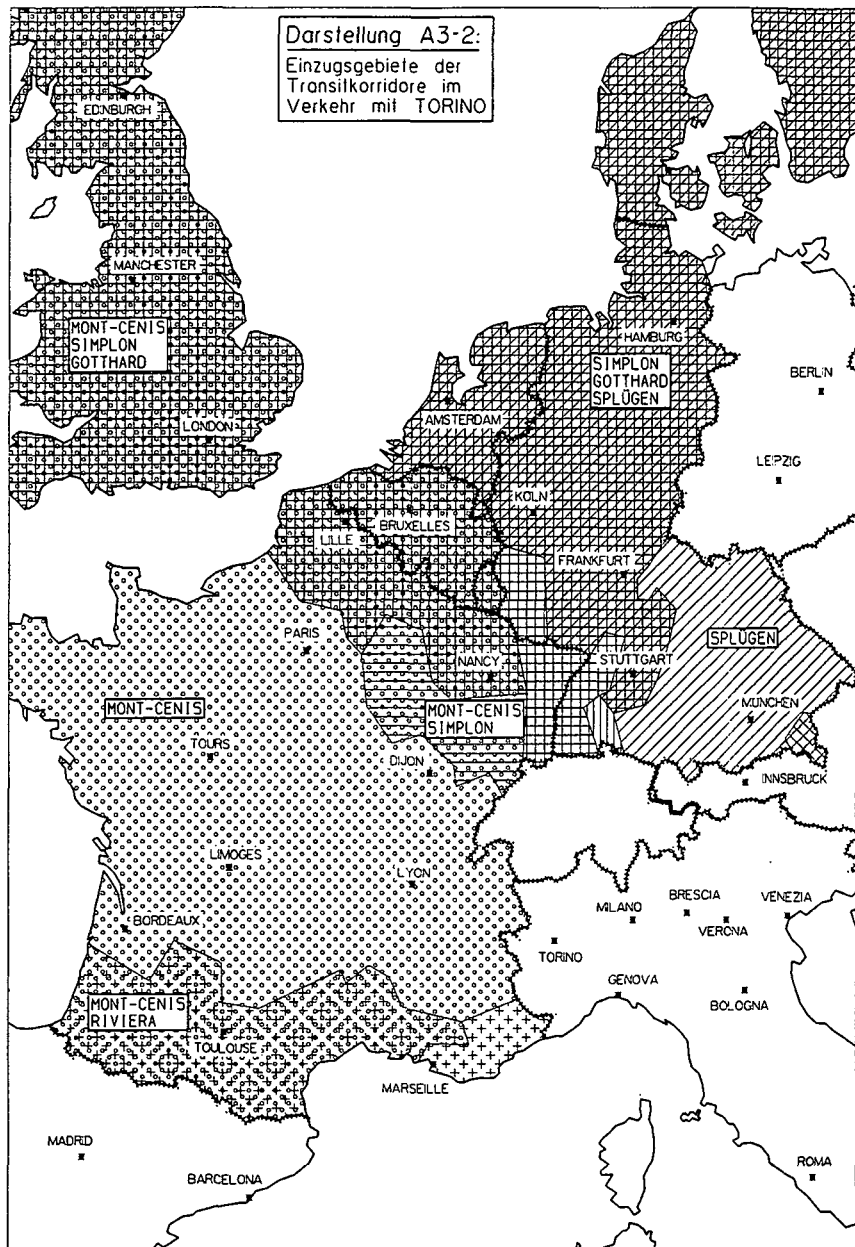 Darstellung A3-2:
Einzugsgebiete der
Transitkorridore im
Verkehr mit TORINO
EDINBURGH
MANCHESTER
MONT-CENIS
SIMPLON
GOTTHARD
LONDON
HAMBURG
SIMPLON
GOTTHARD
SPLÜGEN
BERLIN
AMSTERDAM
LEIPZIG
KÖLN
BRUXELLES
LILLE
FRANKFURT
PARIS
NANCY
STUTTGART
SPLÜGEN
MONT-CENIS
MONT-CENIS
SIMPLON
MÜNCHEN
TOURS
DIJON
INNSBRUCK
LIMOGES
LYON
BORDEAUX
MILANO
BRESCIA
VENEZIA
VERONA
TORINO
GENOVA
BOLOGNA
MONT-CENIS
RIVIERA
TOULOUSE
MARSEILLE
MADRID
BARCELONA
ROMA